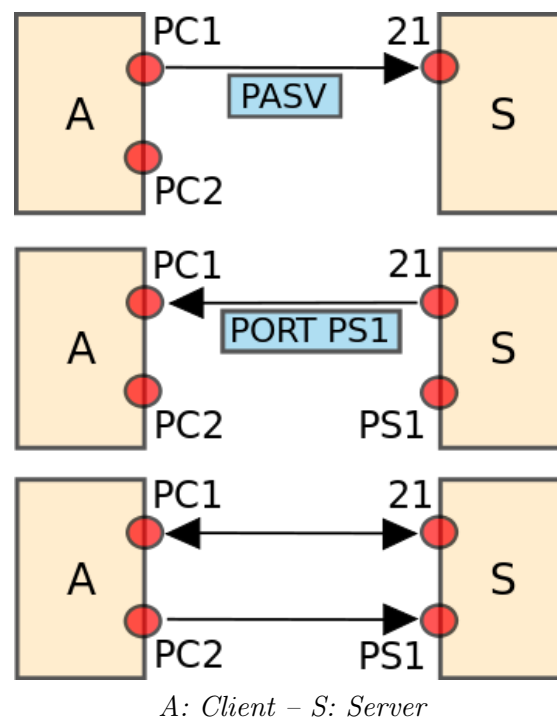 PC1 21
PASV
A S
PC2
PC1 21
PORT PS1
A S
PC2 PS1
PC1 21
A S
PC2 PS1
A: Client – S: Server